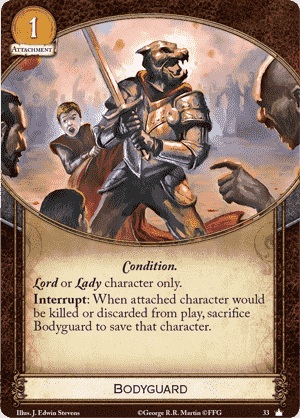 1
ATTACHMENT
Condition.
Lord or Lady character only.
Interrupt: When attached character would
be killed or discarded from play, sacrifice
Bodyguard to save that character.
BODYGUARD
Illus. J. Edwin Stevens ©George R.R. Martin ©FFG 33